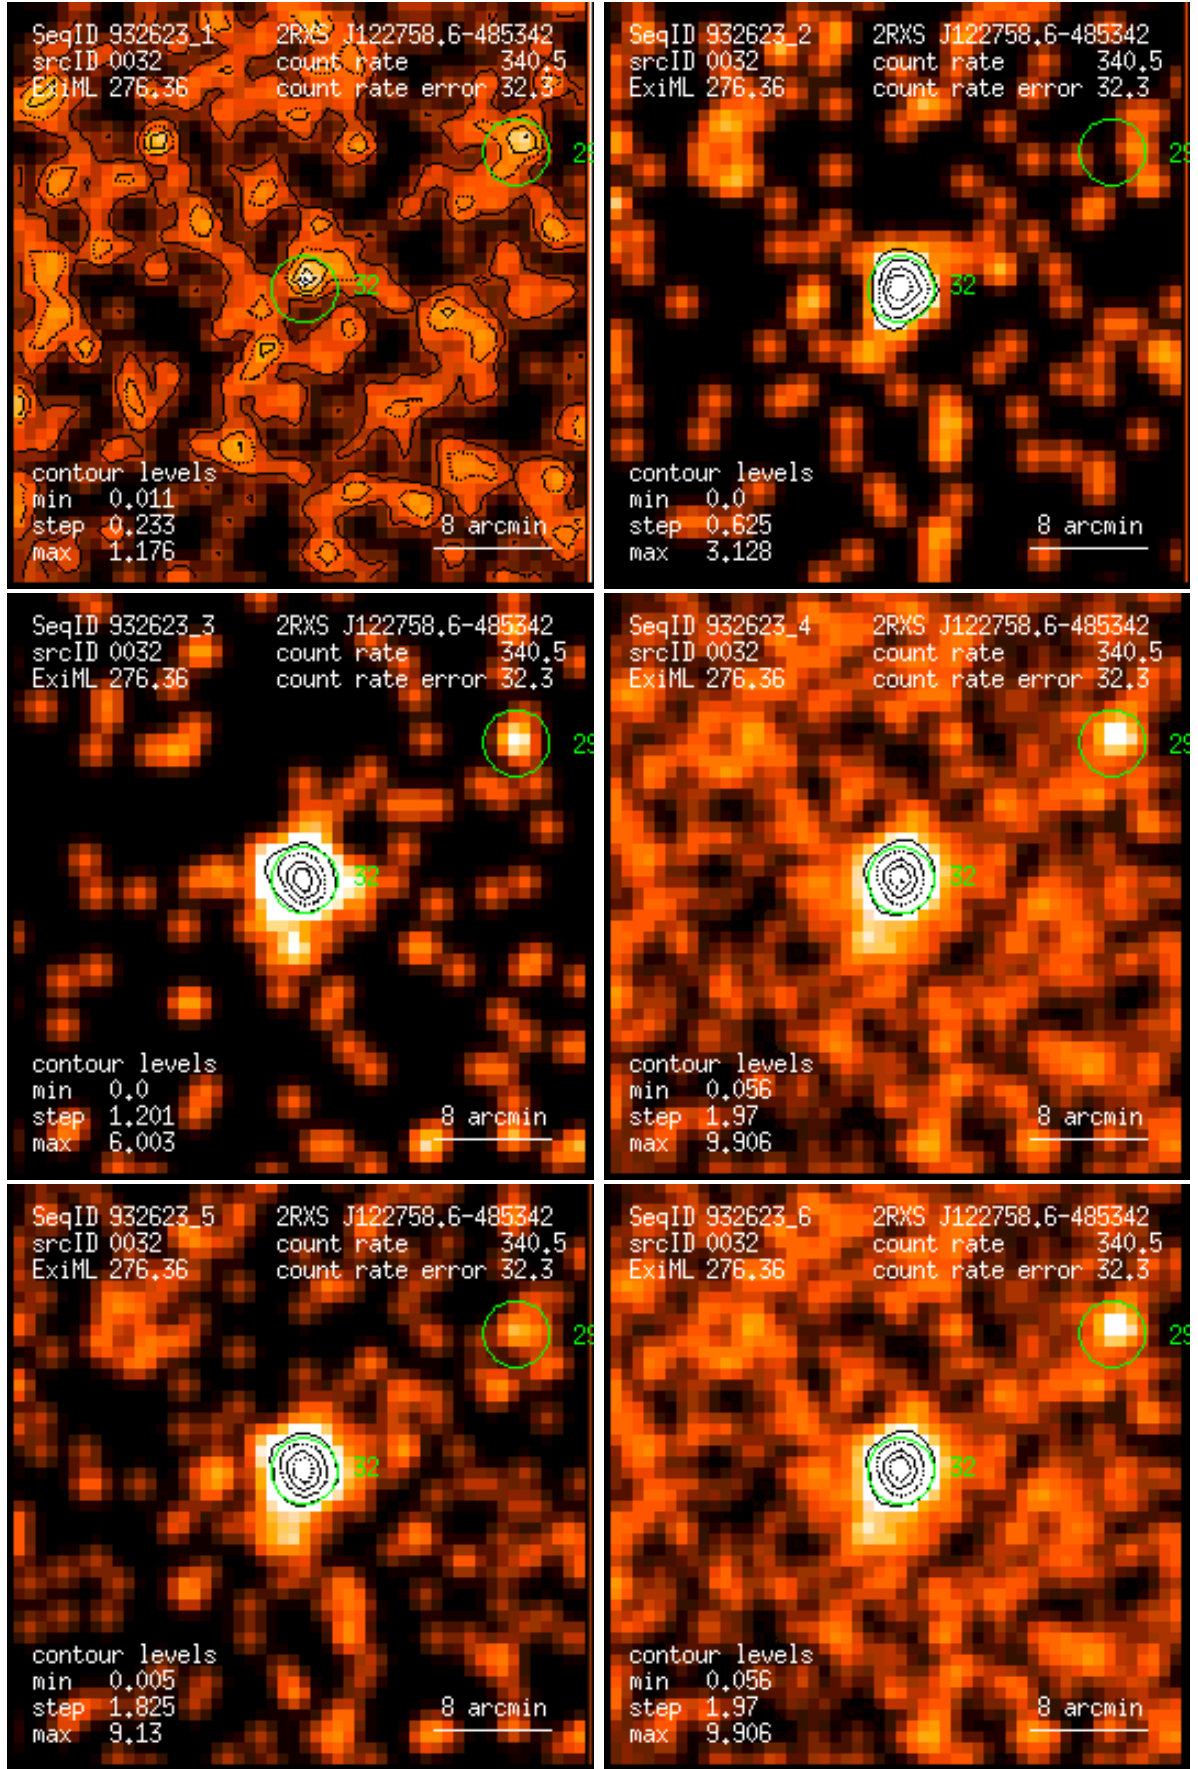 SeqID 932623_1 2RXS J122758.6-485342
srcID 0032 count rate 340.5
ExiML 276.36 count rate error 32.3
29
32
contour levels
min 0.011
step 0.233 8 arcmin
max 1.176
SeqID 932623_2 2RXS J122758.6-485342
srcID 0032 count rate 340.5
ExiML 276.36 count rate error 32.3
29
32
contour levels
min 0.0
step 0.625 8 arcmin
max 3.128
SeqID 932623_3 2RXS J122758.6-485342
srcID 0032 count rate 340.5
ExiML 276.36 count rate error 32.3
29
32
contour levels
min 0.0
step 1.201 8 arcmin
max 6.003
SeqID 932623_4 2RXS J122758.6-485342
srcID 0032 count rate 340.5
ExiML 276.36 count rate error 32.3
29
32
contour levels
min 0.056
step 1.97 8 arcmin
max 9.906
SeqID 932623_5 2RXS J122758.6-485342
srcID 0032 count rate 340.5
ExiML 276.36 count rate error 32.3
29
32
contour levels
min 0.005
step 1.825 8 arcmin
max 9.13
SeqID 932623_6 2RXS J122758.6-485342
srcID 0032 count rate 340.5
ExiML 276.36 count rate error 32.3
29
32
contour levels
min 0.056
step 1.97 8 arcmin
max 9.906